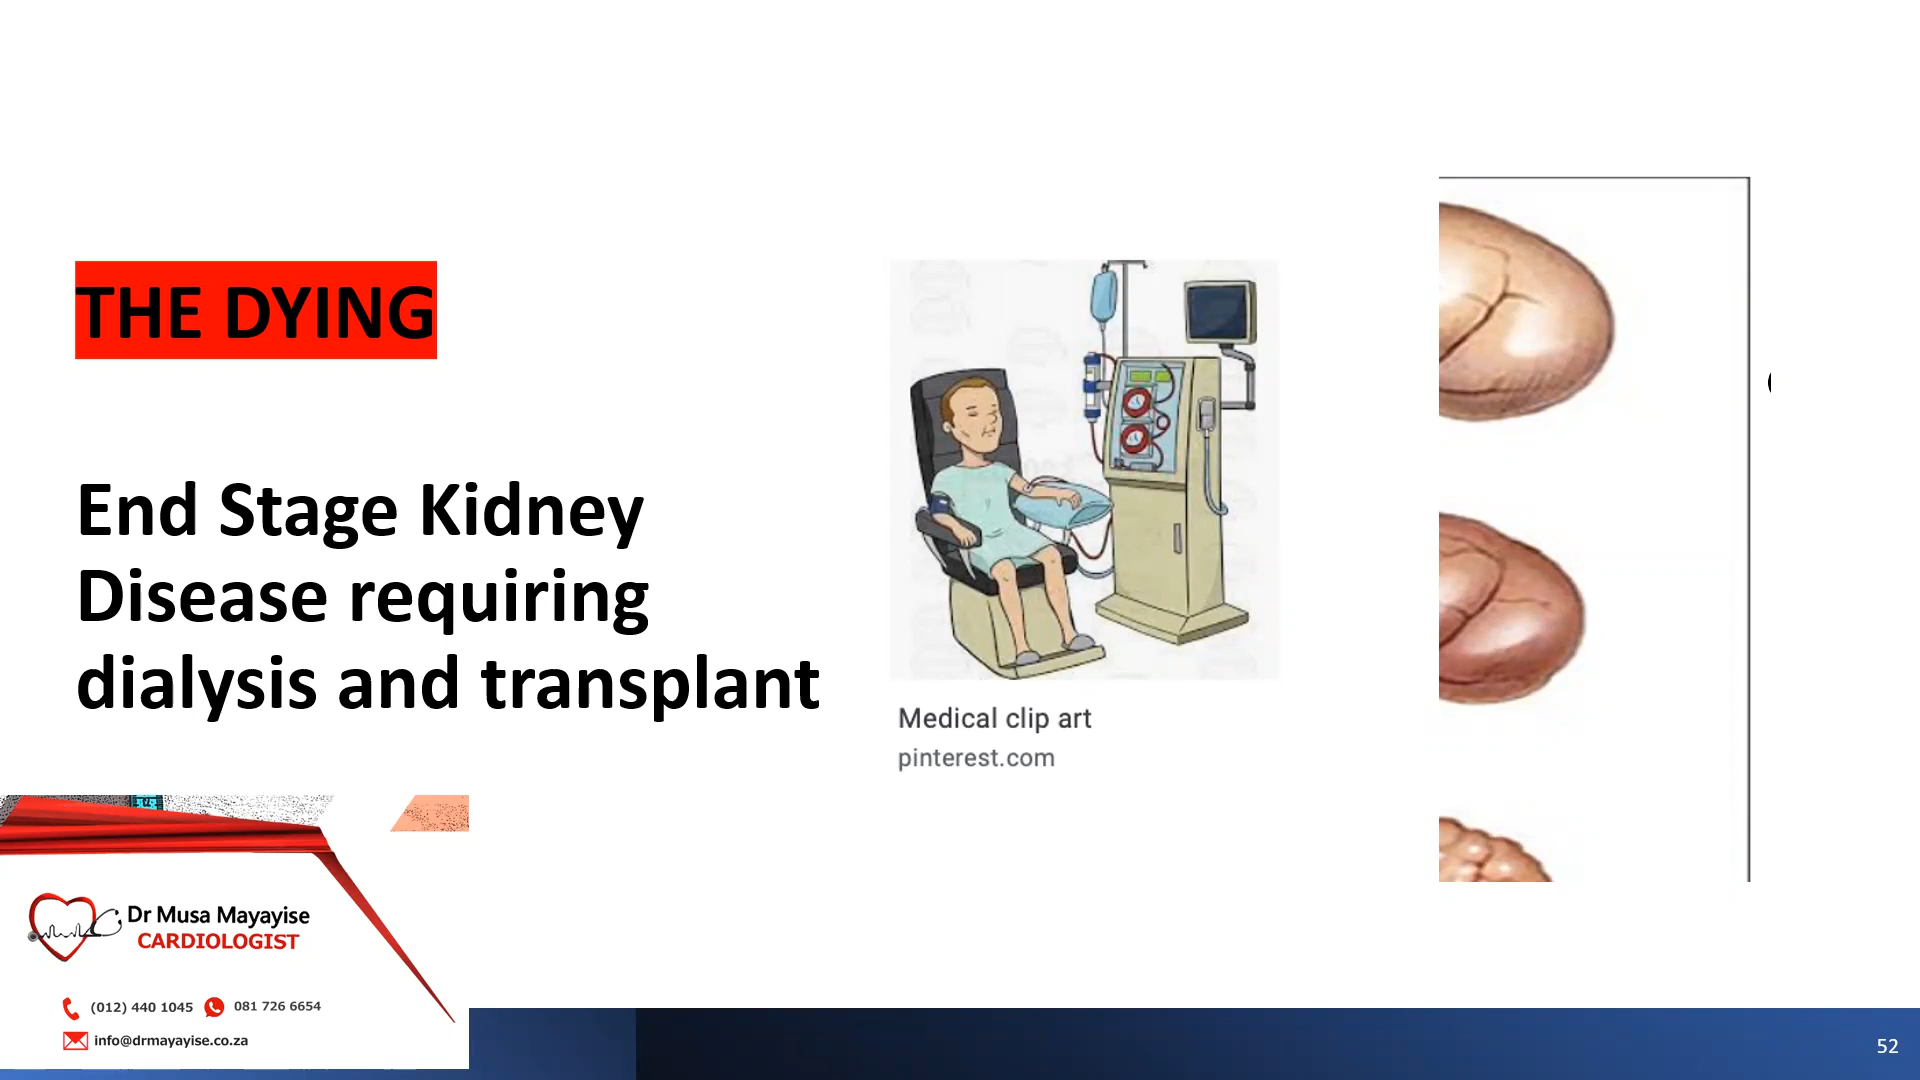 THE DYING
End Stage Kidney
Disease requiring
dialysis and transplant
Medical clip art
pinterest.com
Dr Musa Mayayise
CARDIOLOGIST
(012) 440 1045 081 726 6654
info@drmayayise.co.za
52